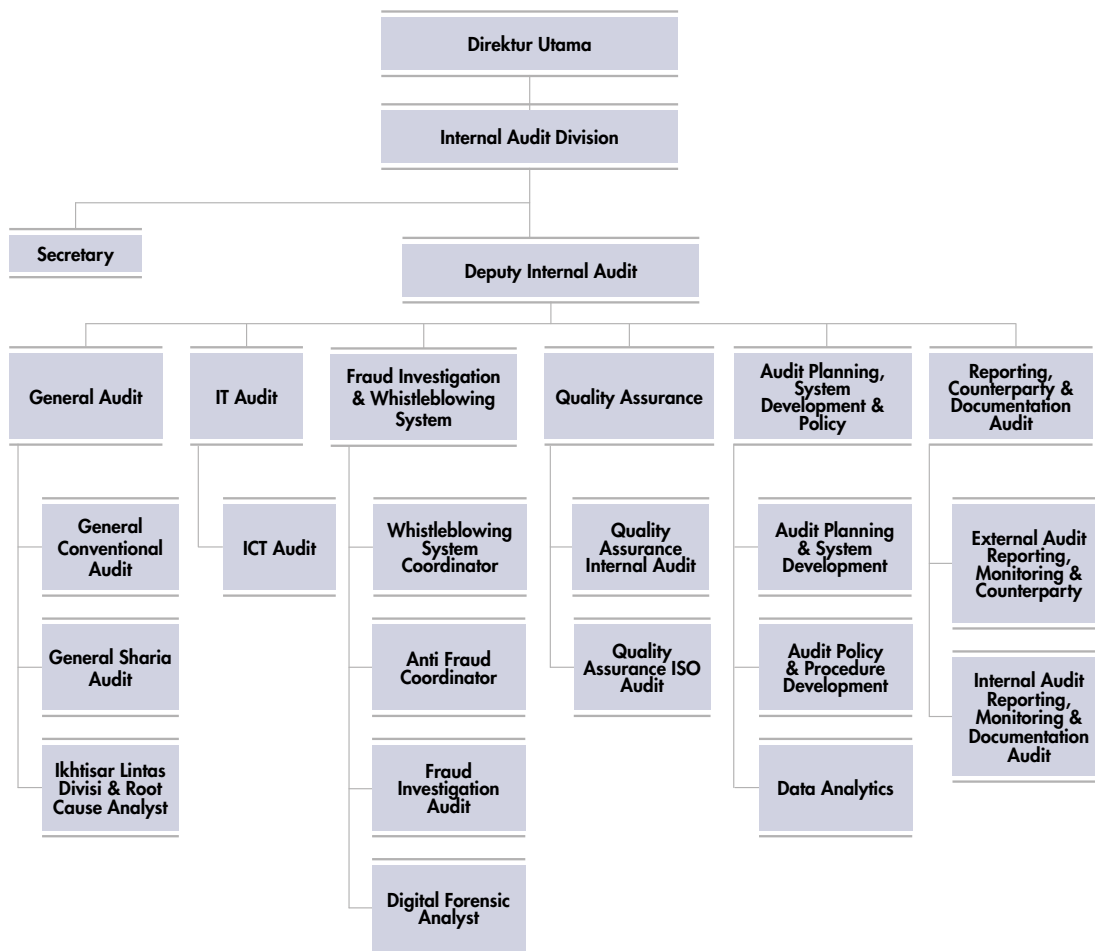 Direktur Utama
Internal Audit Division
Secretary
Deputy Internal Audit
General Audit
IT Audit
Fraud Investigation
& Whistleblowing
System
Quality Assurance
Audit Planning,
System
Development &
Policy
Reporting,
Counterparty &
Documentation
Audit
General
Conventional
Audit
General Sharia
Audit
Ikhtisar Lintas
Divisi & Root
Cause Analyst
ICT Audit
Whistleblowing
System
Coordinator
Anti Fraud
Coordinator
Fraud
Investigation
Audit
Digital Forensic
Analyst
Quality
Assurance
Internal Audit
Quality
Assurance ISO
Audit
Audit Planning
& System
Development
Audit Policy
& Procedure
Development
Data Analytics
External Audit
Reporting,
Monitoring &
Counterparty
Internal Audit
Reporting,
Monitoring &
Documentation
Audit